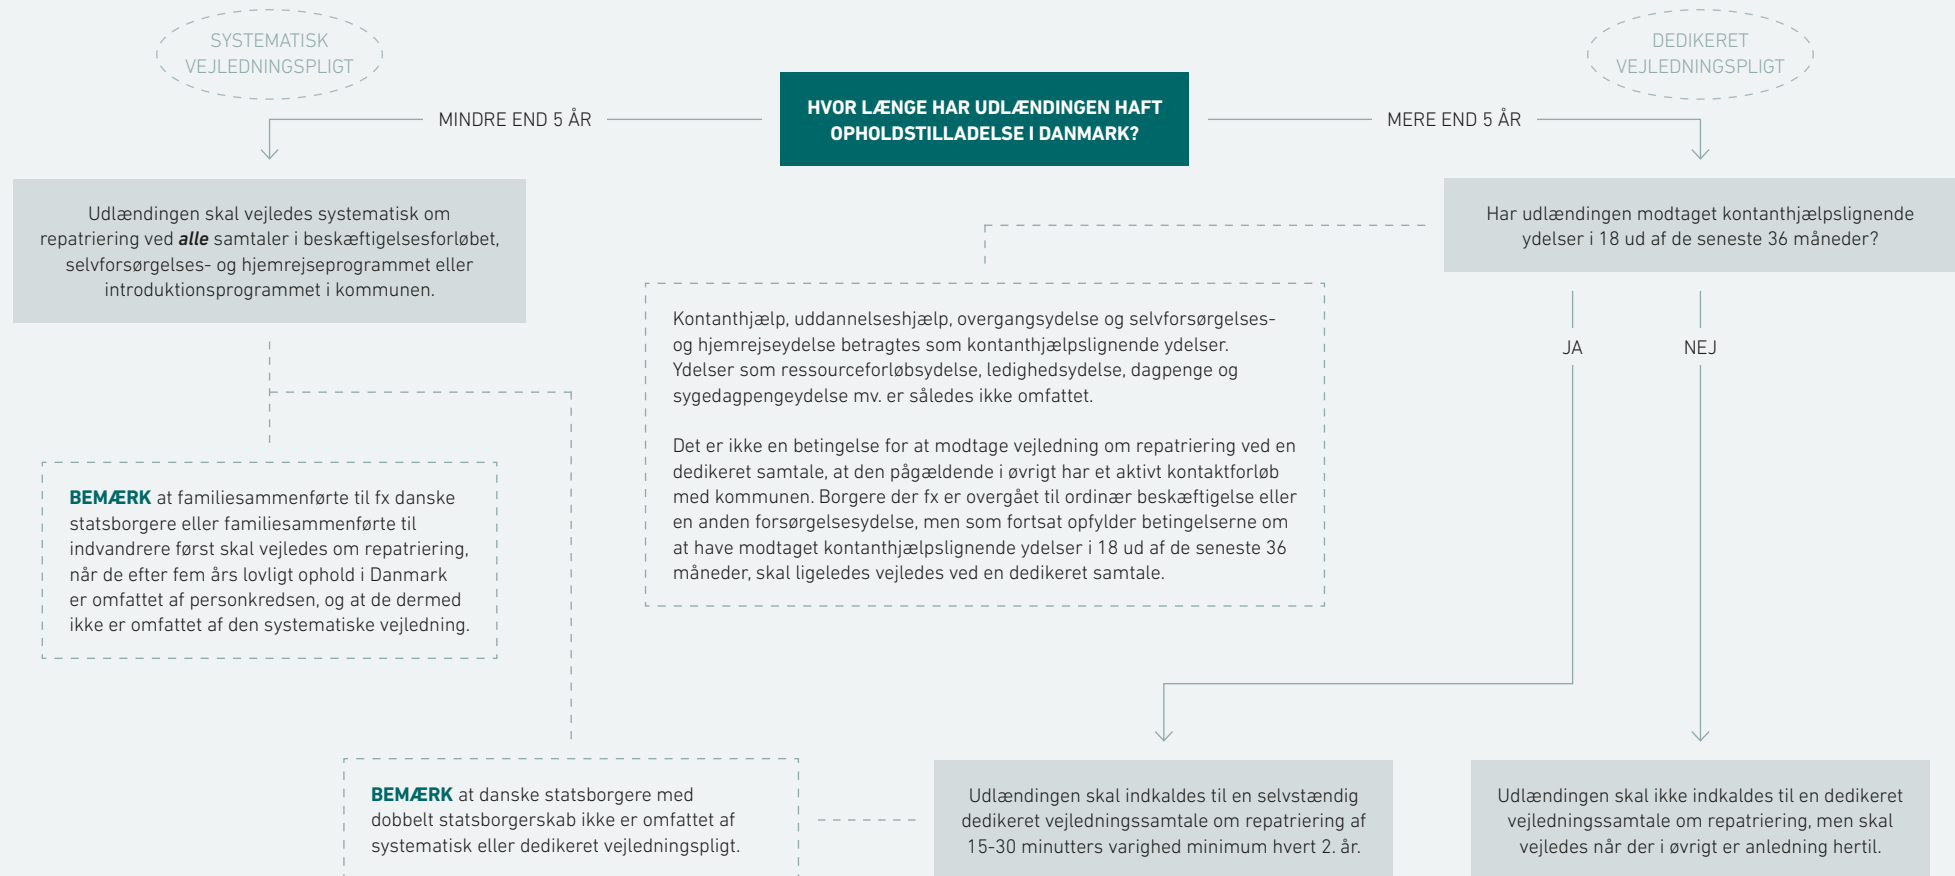 SYSTEMATISK
VEJLEDNINGSPLIGT
DEDIKERET
VEJLEDNINGSPLIGT
HVOR LÆNGE HAR UDLÆNDINGEN HAFT
OPHOLDSTILLADELSE I DANMARK?
MINDRE END 5 ÅR
MERE END 5 ÅR
Udlændingen skal vejledes systematisk om
repatriering ved alle samtaler i beskæftigelsesforløbet,
selvforsørgelses- og hjemrejseprogrammet eller
introduktionsprogrammet i kommunen.
Har udlændingen modtaget kontanthjælpslignende
ydelser i 18 ud af de seneste 36 måneder?
Kontanthjælp, uddannelseshjælp, overgangsydelse og selvforsørgelses-
og hjemrejseydelse betragtes som kontanthjælpslignende ydelser.
Ydelser som ressourceforløbsydelse, ledighedsydelse, dagpenge og
sygedagpengeydelse mv. er således ikke omfattet.
Det er ikke en betingelse for at modtage vejledning om repatriering ved en
dedikeret samtale, at den pågældende i øvrigt har et aktivt kontaktforløb
med kommunen. Borgere der fx er overgået til ordinær beskæftigelse eller
en anden forsørgelsesydelse, men som fortsat opfylder betingelserne om
at have modtaget kontanthjælpslignende ydelser i 18 ud af de seneste 36
måneder, skal ligeledes vejledes ved en dedikeret samtale.
JA
NEJ
BEMÆRK at familiesammenførte til fx danske
statsborgere eller familiesammenførte til
indvandrere først skal vejledes om repatriering,
når de efter fem års lovligt ophold i Danmark
er omfattet af personkredsen, og at de dermed
ikke er omfattet af den systematiske vejledning.
BEMÆRK at danske statsborgere med
dobbelt statsborgerskab ikke er omfattet af
systematisk eller dedikeret vejledningspligt.
Udlændingen skal indkaldes til en selvstændig
dedikeret vejledningssamtale om repatriering af
15-30 minutters varighed minimum hvert 2. år.
Udlændingen skal ikke indkaldes til en dedikeret
vejledningssamtale om repatriering, men skal
vejledes når der i øvrigt er anledning hertil.